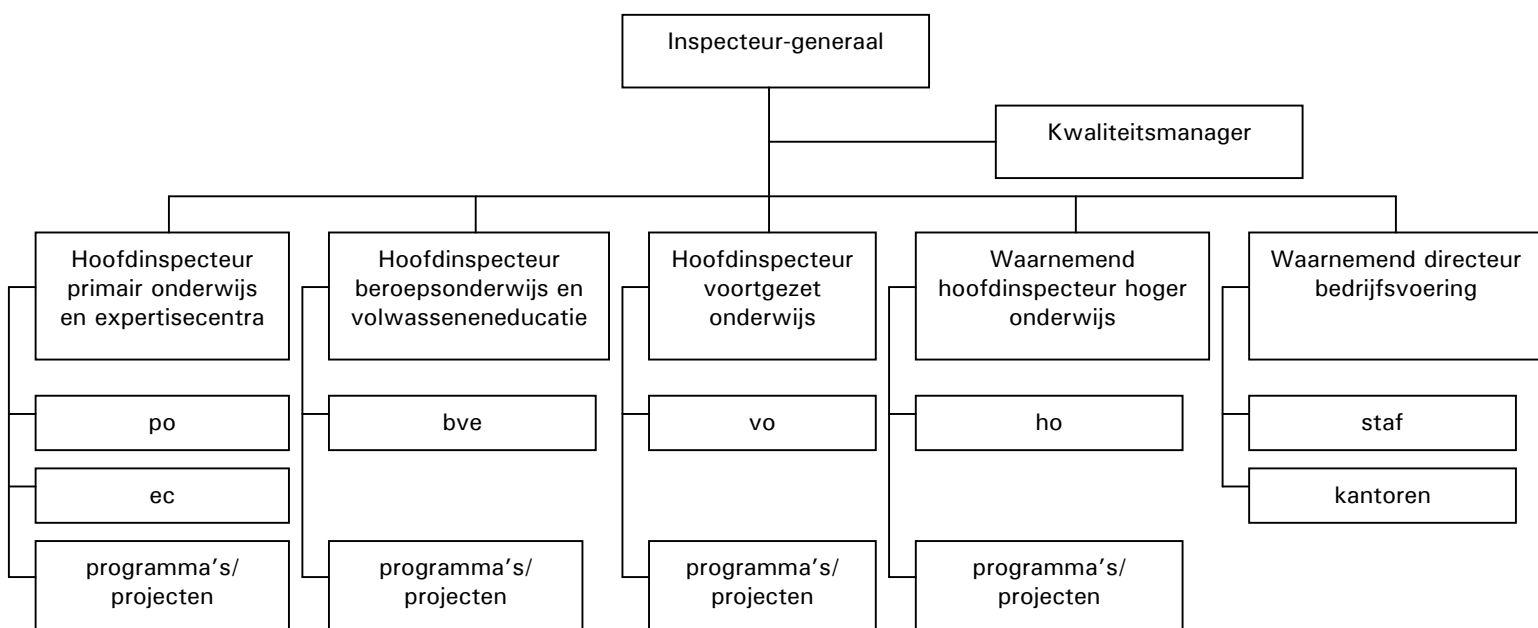 Inspecteur-generaal
Kwaliteitsmanager
Hoofdinspecteur
primair onderwijs
en expertisecentra
Hoofdinspecteur
beroepsonderwijs en
volwasseneneducatie
Hoofdinspecteur
voortgezet
onderwijs
Waarnemend
hoofdinspecteur hoger
onderwijs
Waarnemend directeur
bedrijfsvoering
po
bve
vo
ho
staf
ec
kantoren
programma's/
projecten
programma's/
projecten
programma's/
projecten
programma's/
projecten